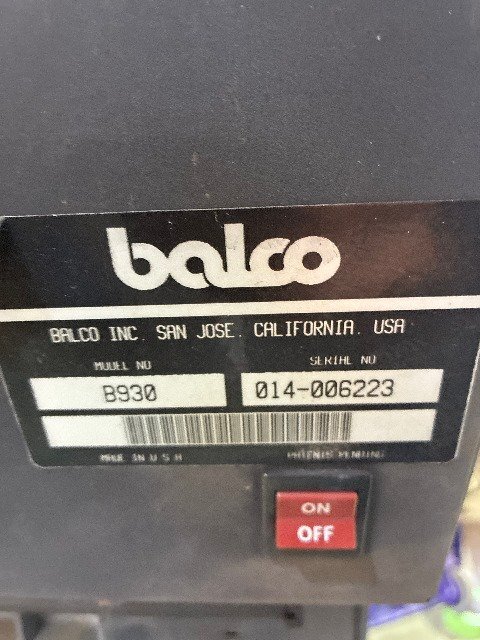 balco
BALCO INC. SAN JOSE. CALIFORNIA. USA
MODEL NO SERIAL NO
B930 014-006223
MADE IN U.S.A PATENTS PENDING
ON
OFF